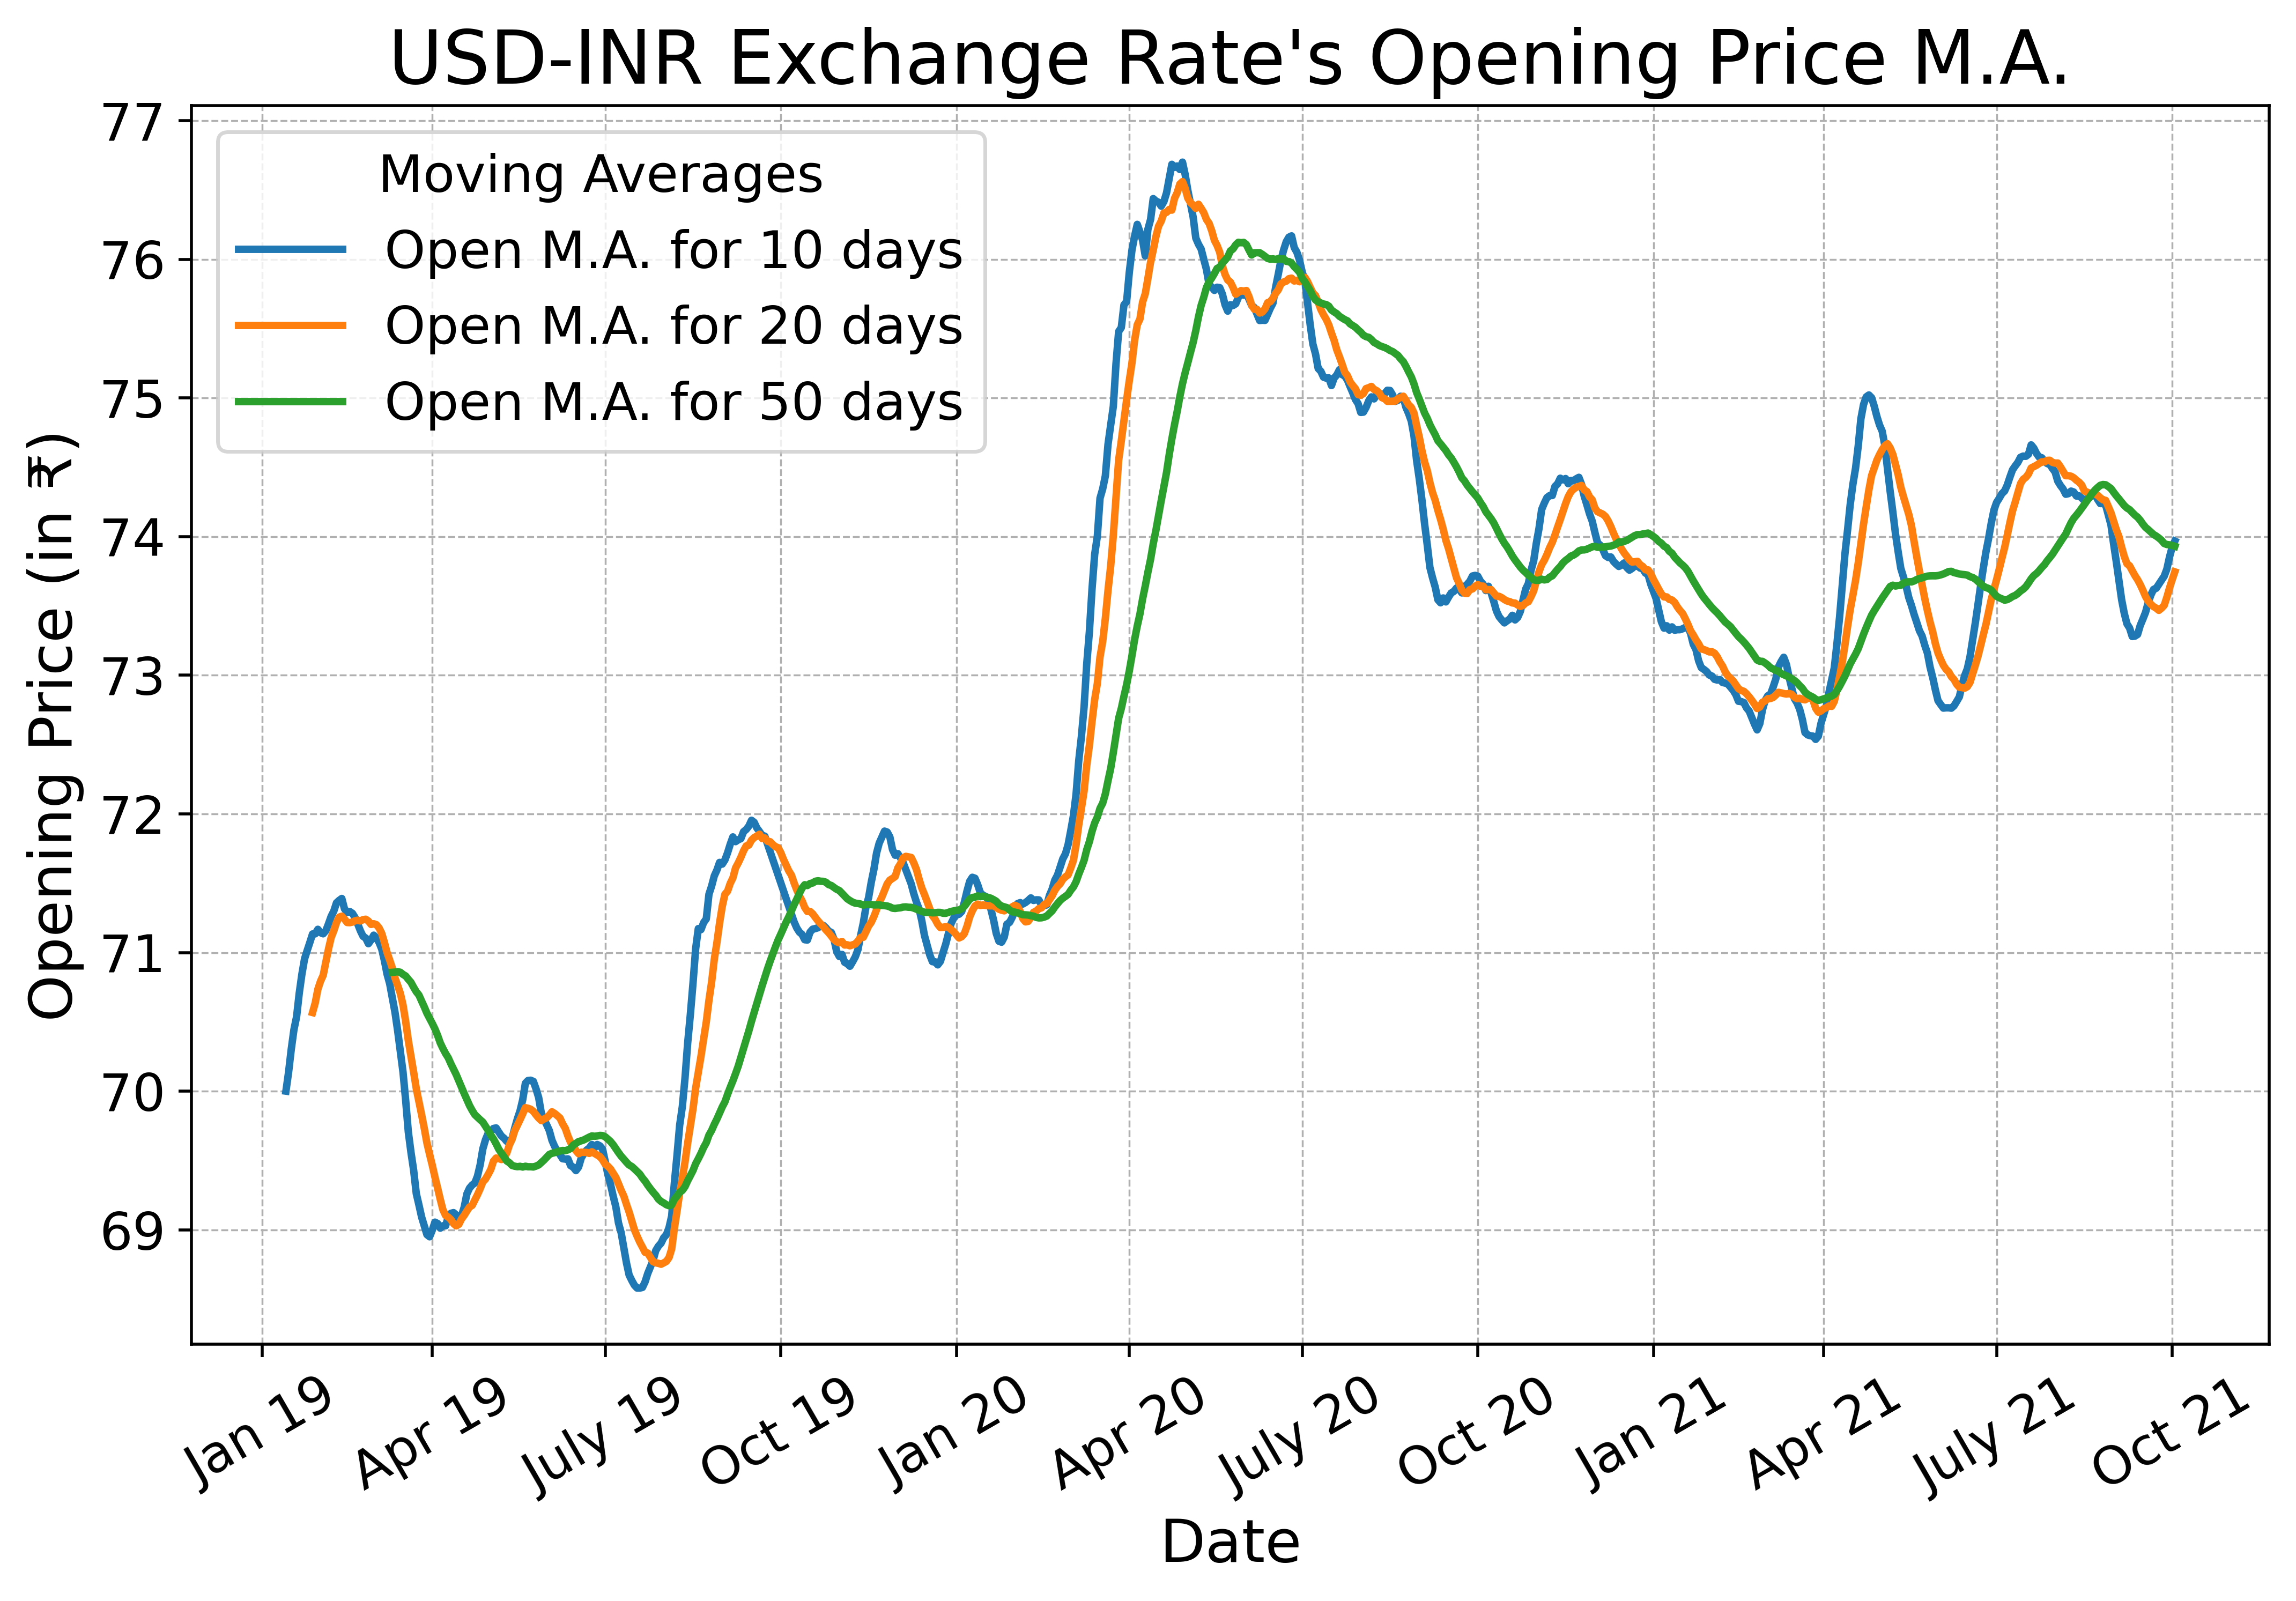 USD-INR Exchange Rate's Opening Price M.A.
Moving Averages
Open M.A. for 10 days
Open M.A. for 20 days
Open M.A. for 50 days
Opening Price (in ₹)
77
76
75
74
73
72
71
70
69
Jan 19
Apr 19
July 19
Oct 19
Jan 20
Apr 20
July 20
Oct 20
Jan 21
Apr 21
July 21
Oct 21
Date